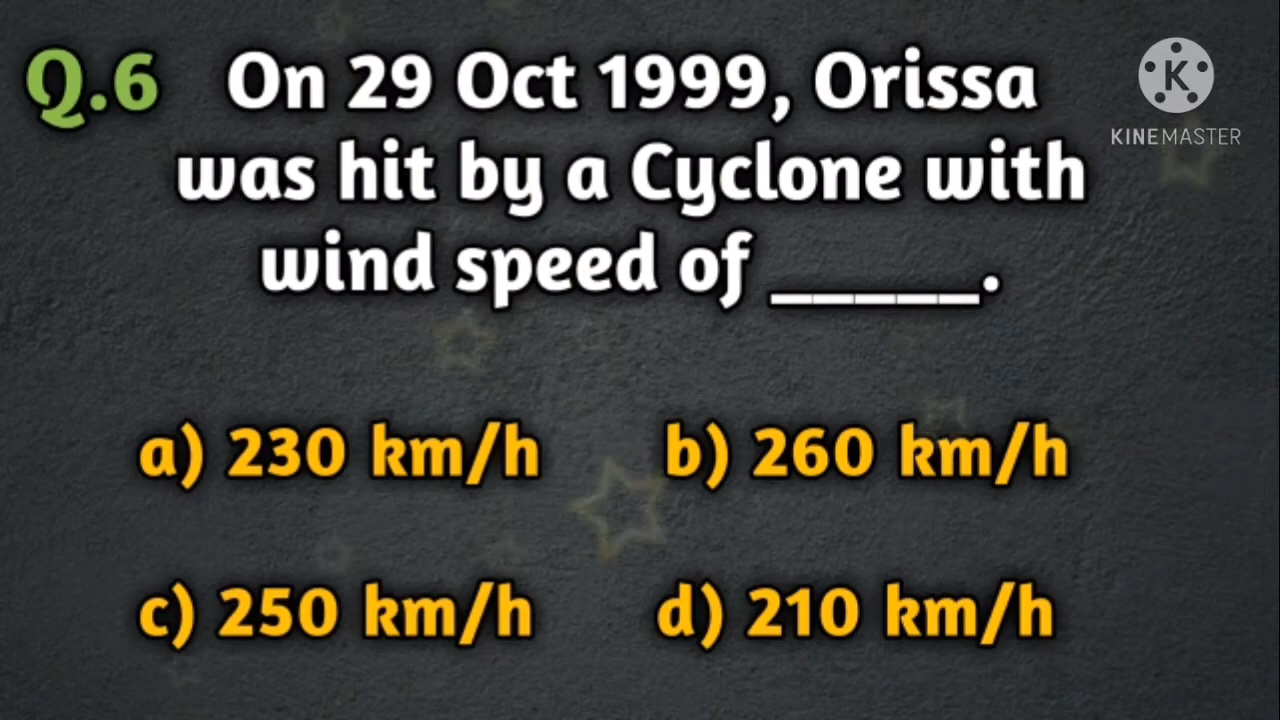 Q.6 On 29 Oct 1999, Orissa
was hit by a Cyclone with
wind speed of _____.
a) 230 km/h b) 260 km/h
c) 250 km/h d) 210 km/h
K
KINEMASTER